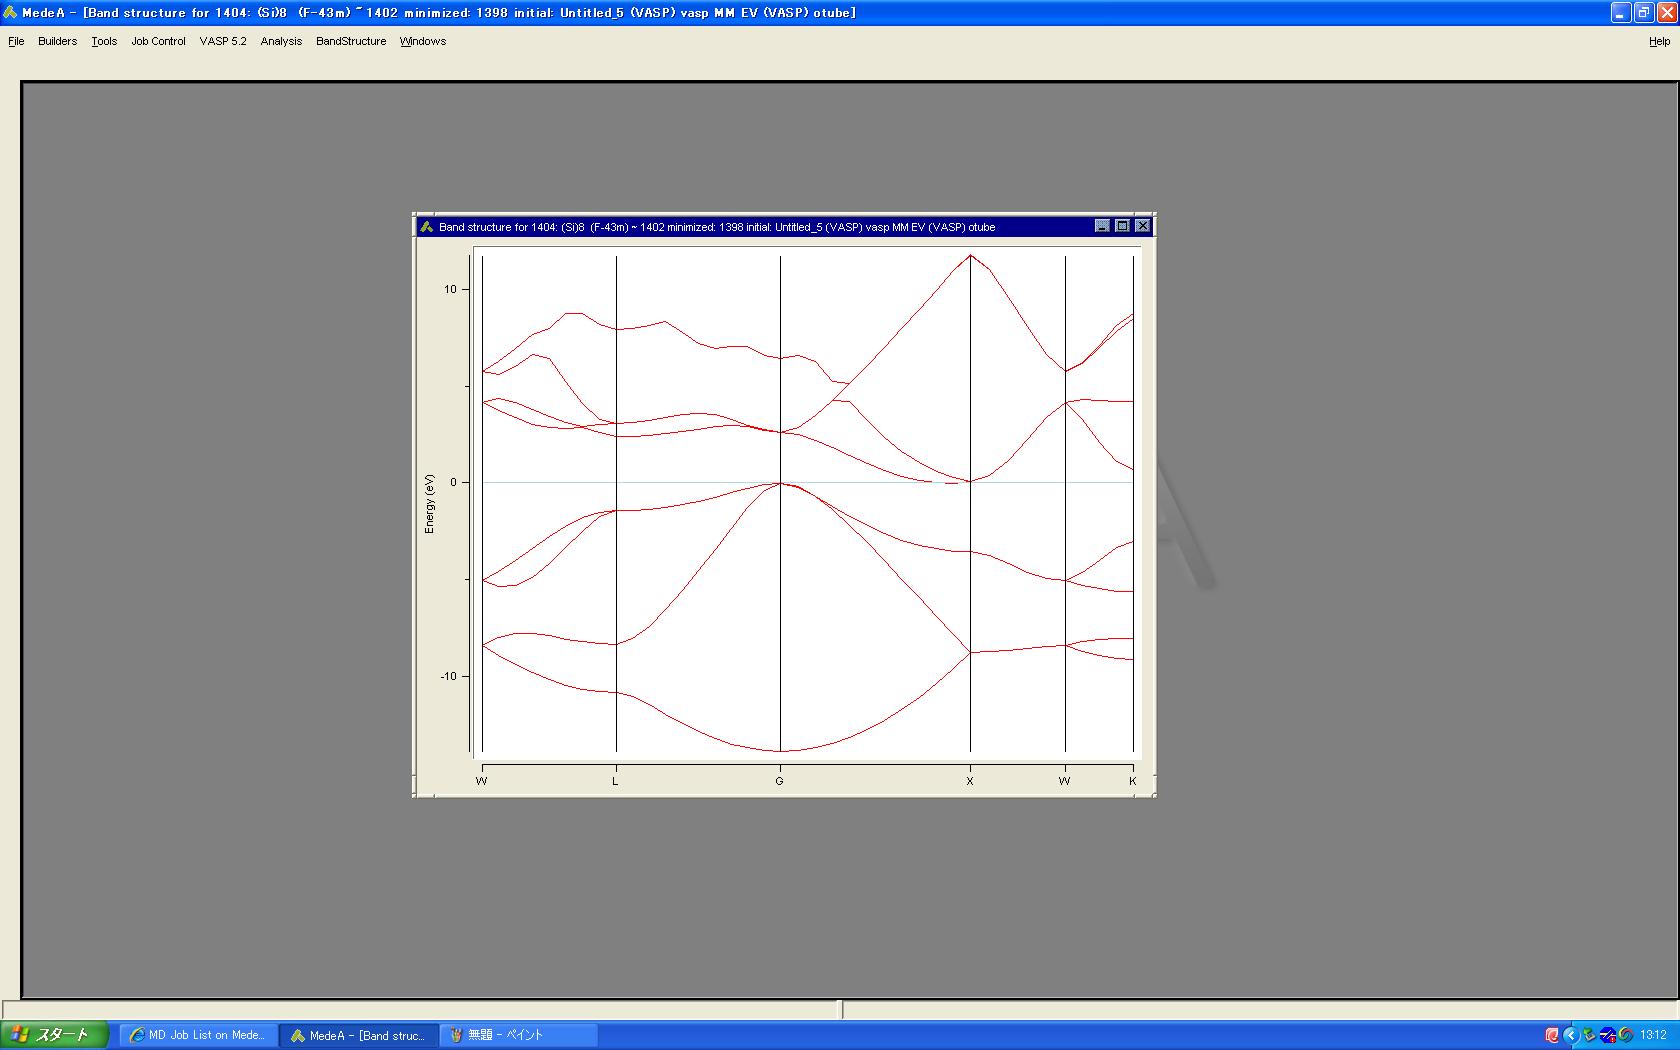 MedeA - [Band structure for 1404: (Si)8 (F-43m) ~ 1402 minimized: 1398 initial: Untitled_5 (VASP) vasp MM EV (VASP) otube]
File Builders Tools Job Control VASP 5.2 Analysis BandStructure Windows Help
Band structure for 1404: (Si)8 (F-43m) ~ 1402 minimized: 1398 initial: Untitled_5 (VASP) vasp MM EV (VASP) otube
10
0
-10
Energy (eV)
W L G X W K
スタート MD Job List on Mede... MedeA - [Band struc... 無題 - ペイント 13:12